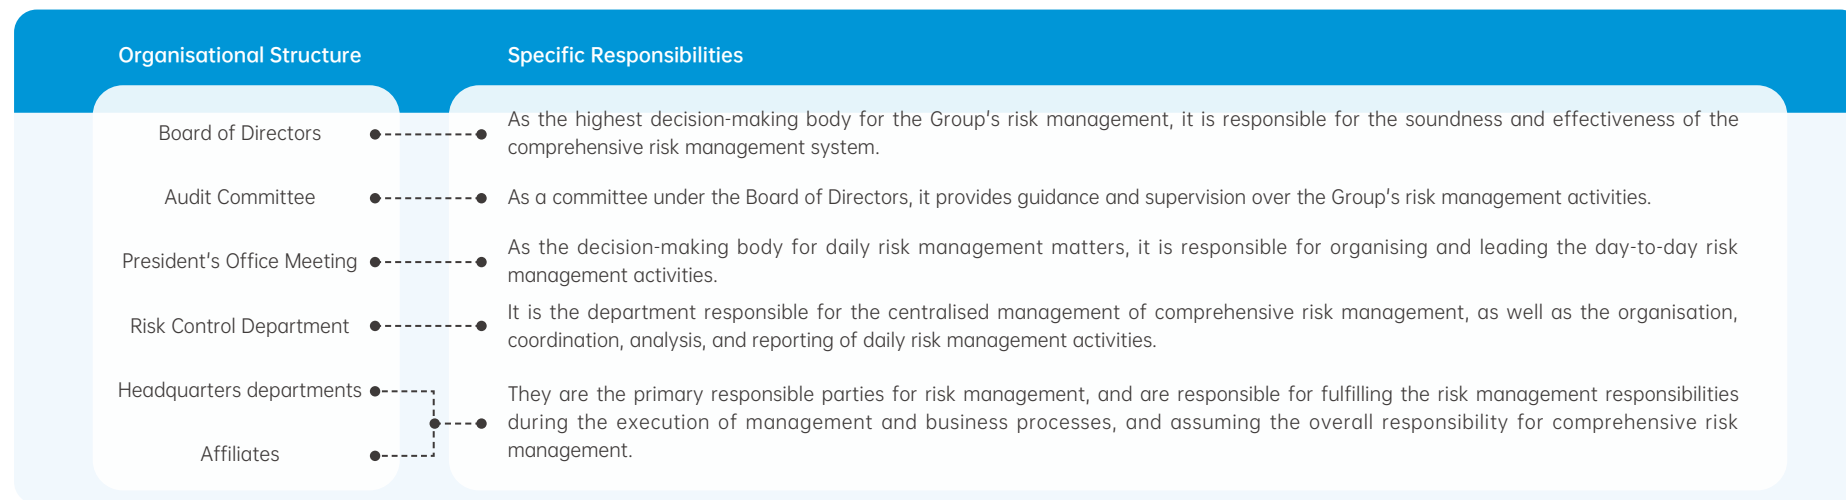 Organisational Structure
Specific Responsibilities
Board of Directors
As the highest decision-making body for the Group's risk management, it is responsible for the soundness and effectiveness of the
comprehensive risk management system.
Audit Committee
As a committee under the Board of Directors, it provides guidance and supervision over the Group's risk management activities.
President's Office Meeting
As the decision-making body for daily risk management matters, it is responsible for organising and leading the day-to-day risk
management activities.
Risk Control Department
It is the department responsible for the centralised management of comprehensive risk management, as well as the organisation,
coordination, analysis, and reporting of daily risk management activities.
Headquarters departments
Affiliates
They are the primary responsible parties for risk management, and are responsible for fulfilling the risk management responsibilities
during the execution of management and business processes, and assuming the overall responsibility for comprehensive risk
management.